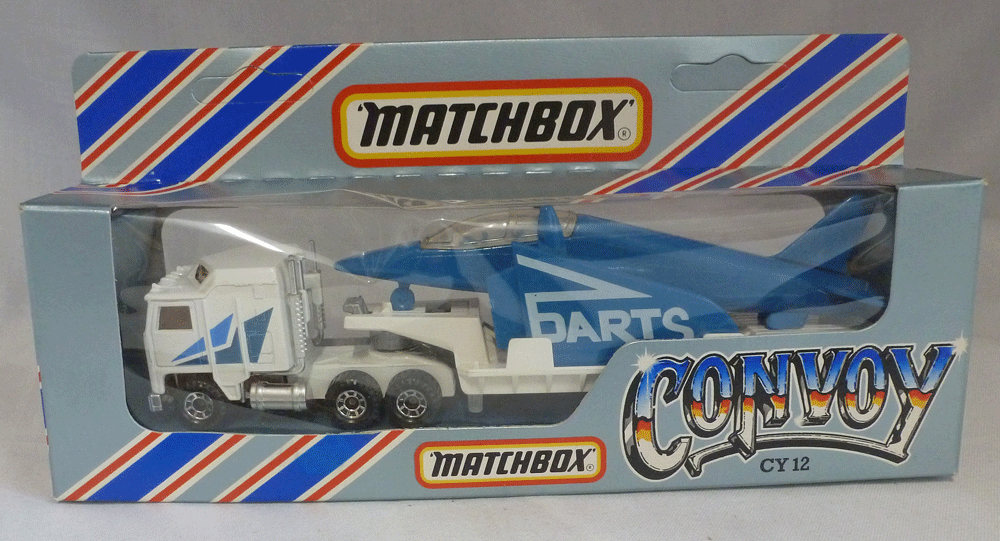 'MATCHBOX' ®
DARTS
CONVOY
CY 12
'MATCHBOX' ®